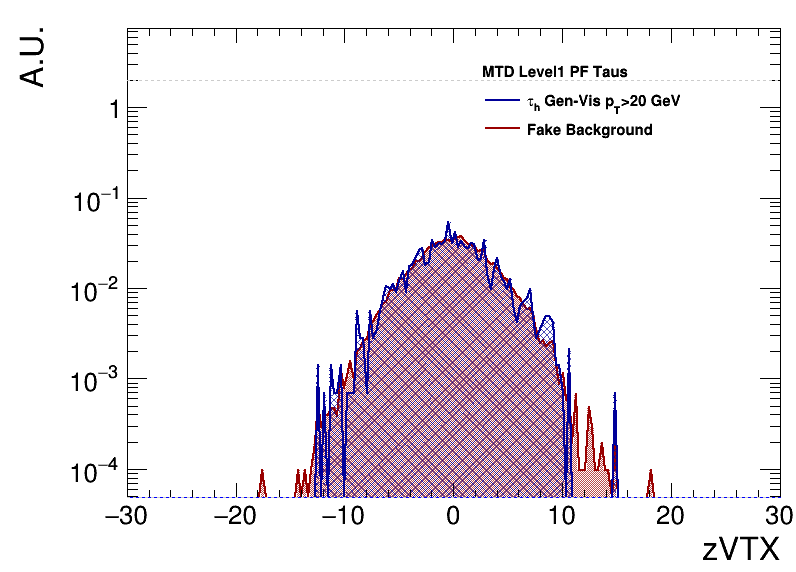 A.U.
MTD Level1 PF Taus
τh Gen-Vis pT>20 GeV
Fake Background
1
10−1
10−2
10−3
10−4
−30 −20 −10 0 10 20 30
zVTX